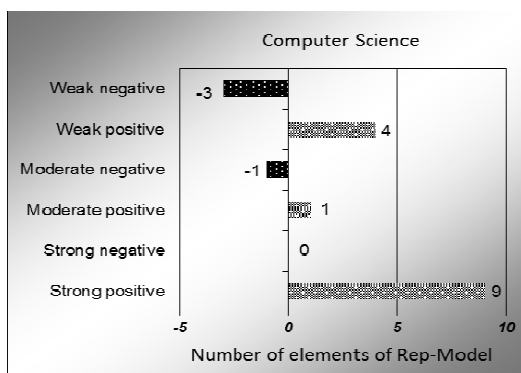 Computer Science
Weak negative
-3
Weak positive
4
Moderate negative
-1
Moderate positive
1
Strong negative
0
Strong positive
9
-5
0
5
10
Number of elements of Rep-Model